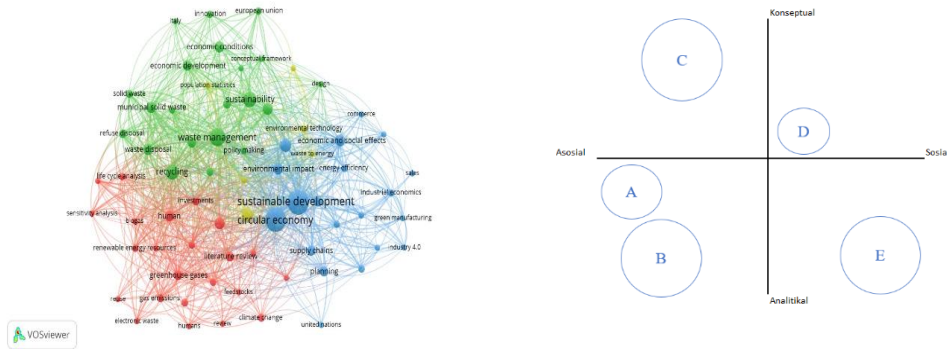 european union
innovation
italy
economic conditions
conceptual framework
economic development
population statistics
design
solid waste
sustainability
municipal solid waste
commerce
refuse disposal
environmental technology
waste management
economic and social effects
waste disposal
policy making
waste to energy
environmental impact
energy efficiency
recycling
sales
life cycle analysis
industrial economics
investments
sustainable development
sensitivity analysis
biogas
human
circular economy
green manufacturing
renewable energy resources
industry 4.0
literature review
supply chains
greenhouse gases
planning
feedstocks
reuse
gas emissions
electronic waste
humans
review
climate change
united nations
VOSviewer
Konseptual
C
D
Asosial
Sosia
A
B
E
Analitikal